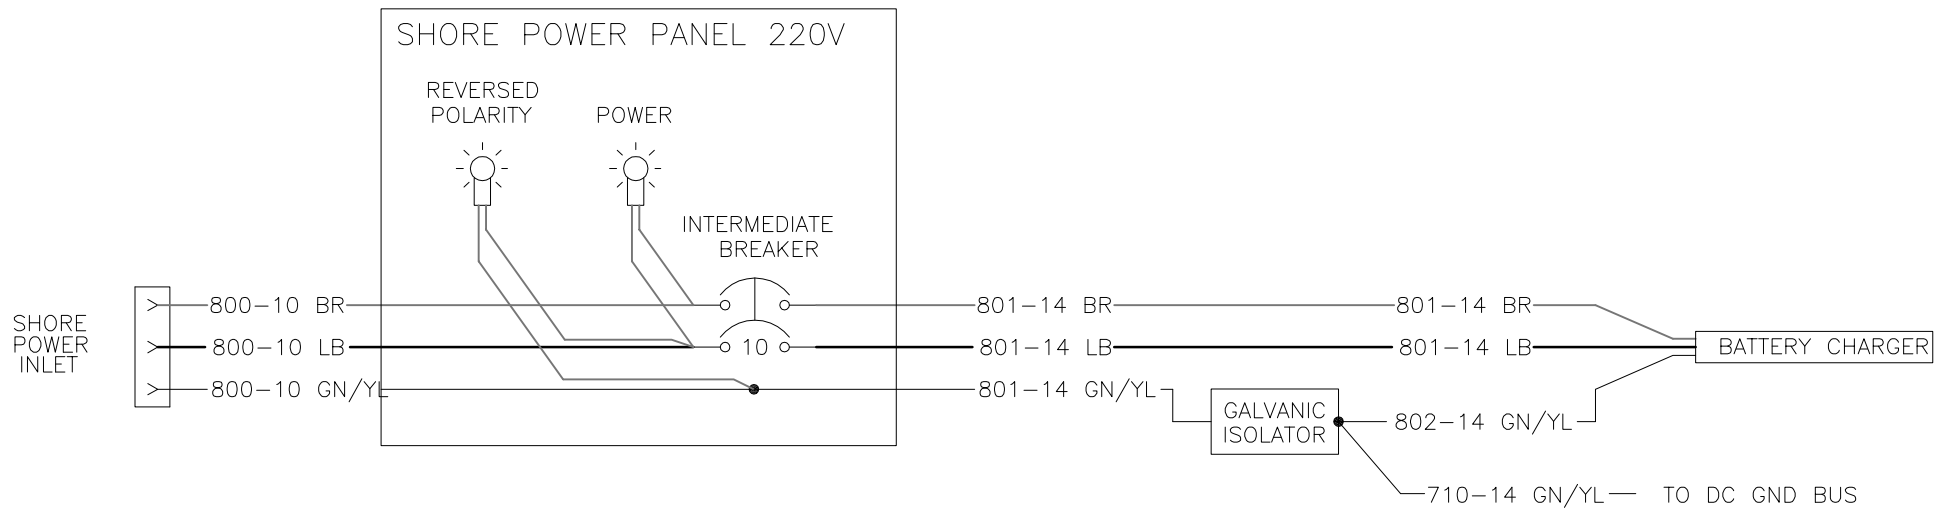 SHORE POWER PANEL 220V
REVERSED
POLARITY
POWER
INTERMEDIATE
BREAKER
SHORE
POWER
INLET
800-10 BR
801-14 BR
801-14 BR
800-10 LB
10
801-14 LB
801-14 LB
BATTERY CHARGER
800-10 GN/YL
801-14 GN/YL
GALVANIC
ISOLATOR
802-14 GN/YL
710-14 GN/YL
TO DC GND BUS